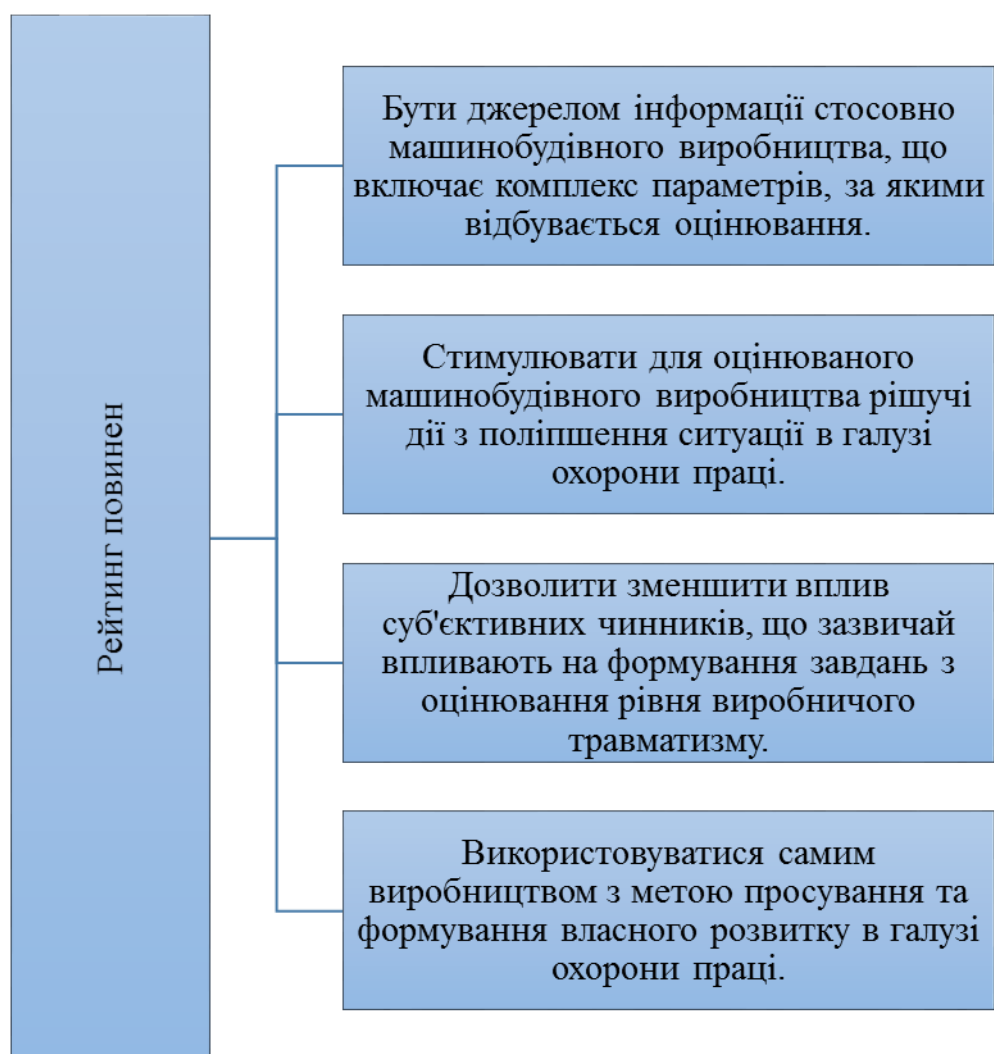 Рейтинг повинен
Бути джерелом інформації стосовно
машинобудівного виробництва, що
включає комплекс параметрів, за якими
відбувається оцінювання.
Стимулювати для оцінюваного
машинобудівного виробництва рішучі
дії з поліпшення ситуації в галузі
охорони праці.
Дозволити зменшити вплив
суб'єктивних чинників, що зазвичай
впливають на формування завдань з
оцінювання рівня виробничого
травматизму.
Використовуватися самим
виробництвом з метою просування та
формування власного розвитку в галузі
охорони праці.